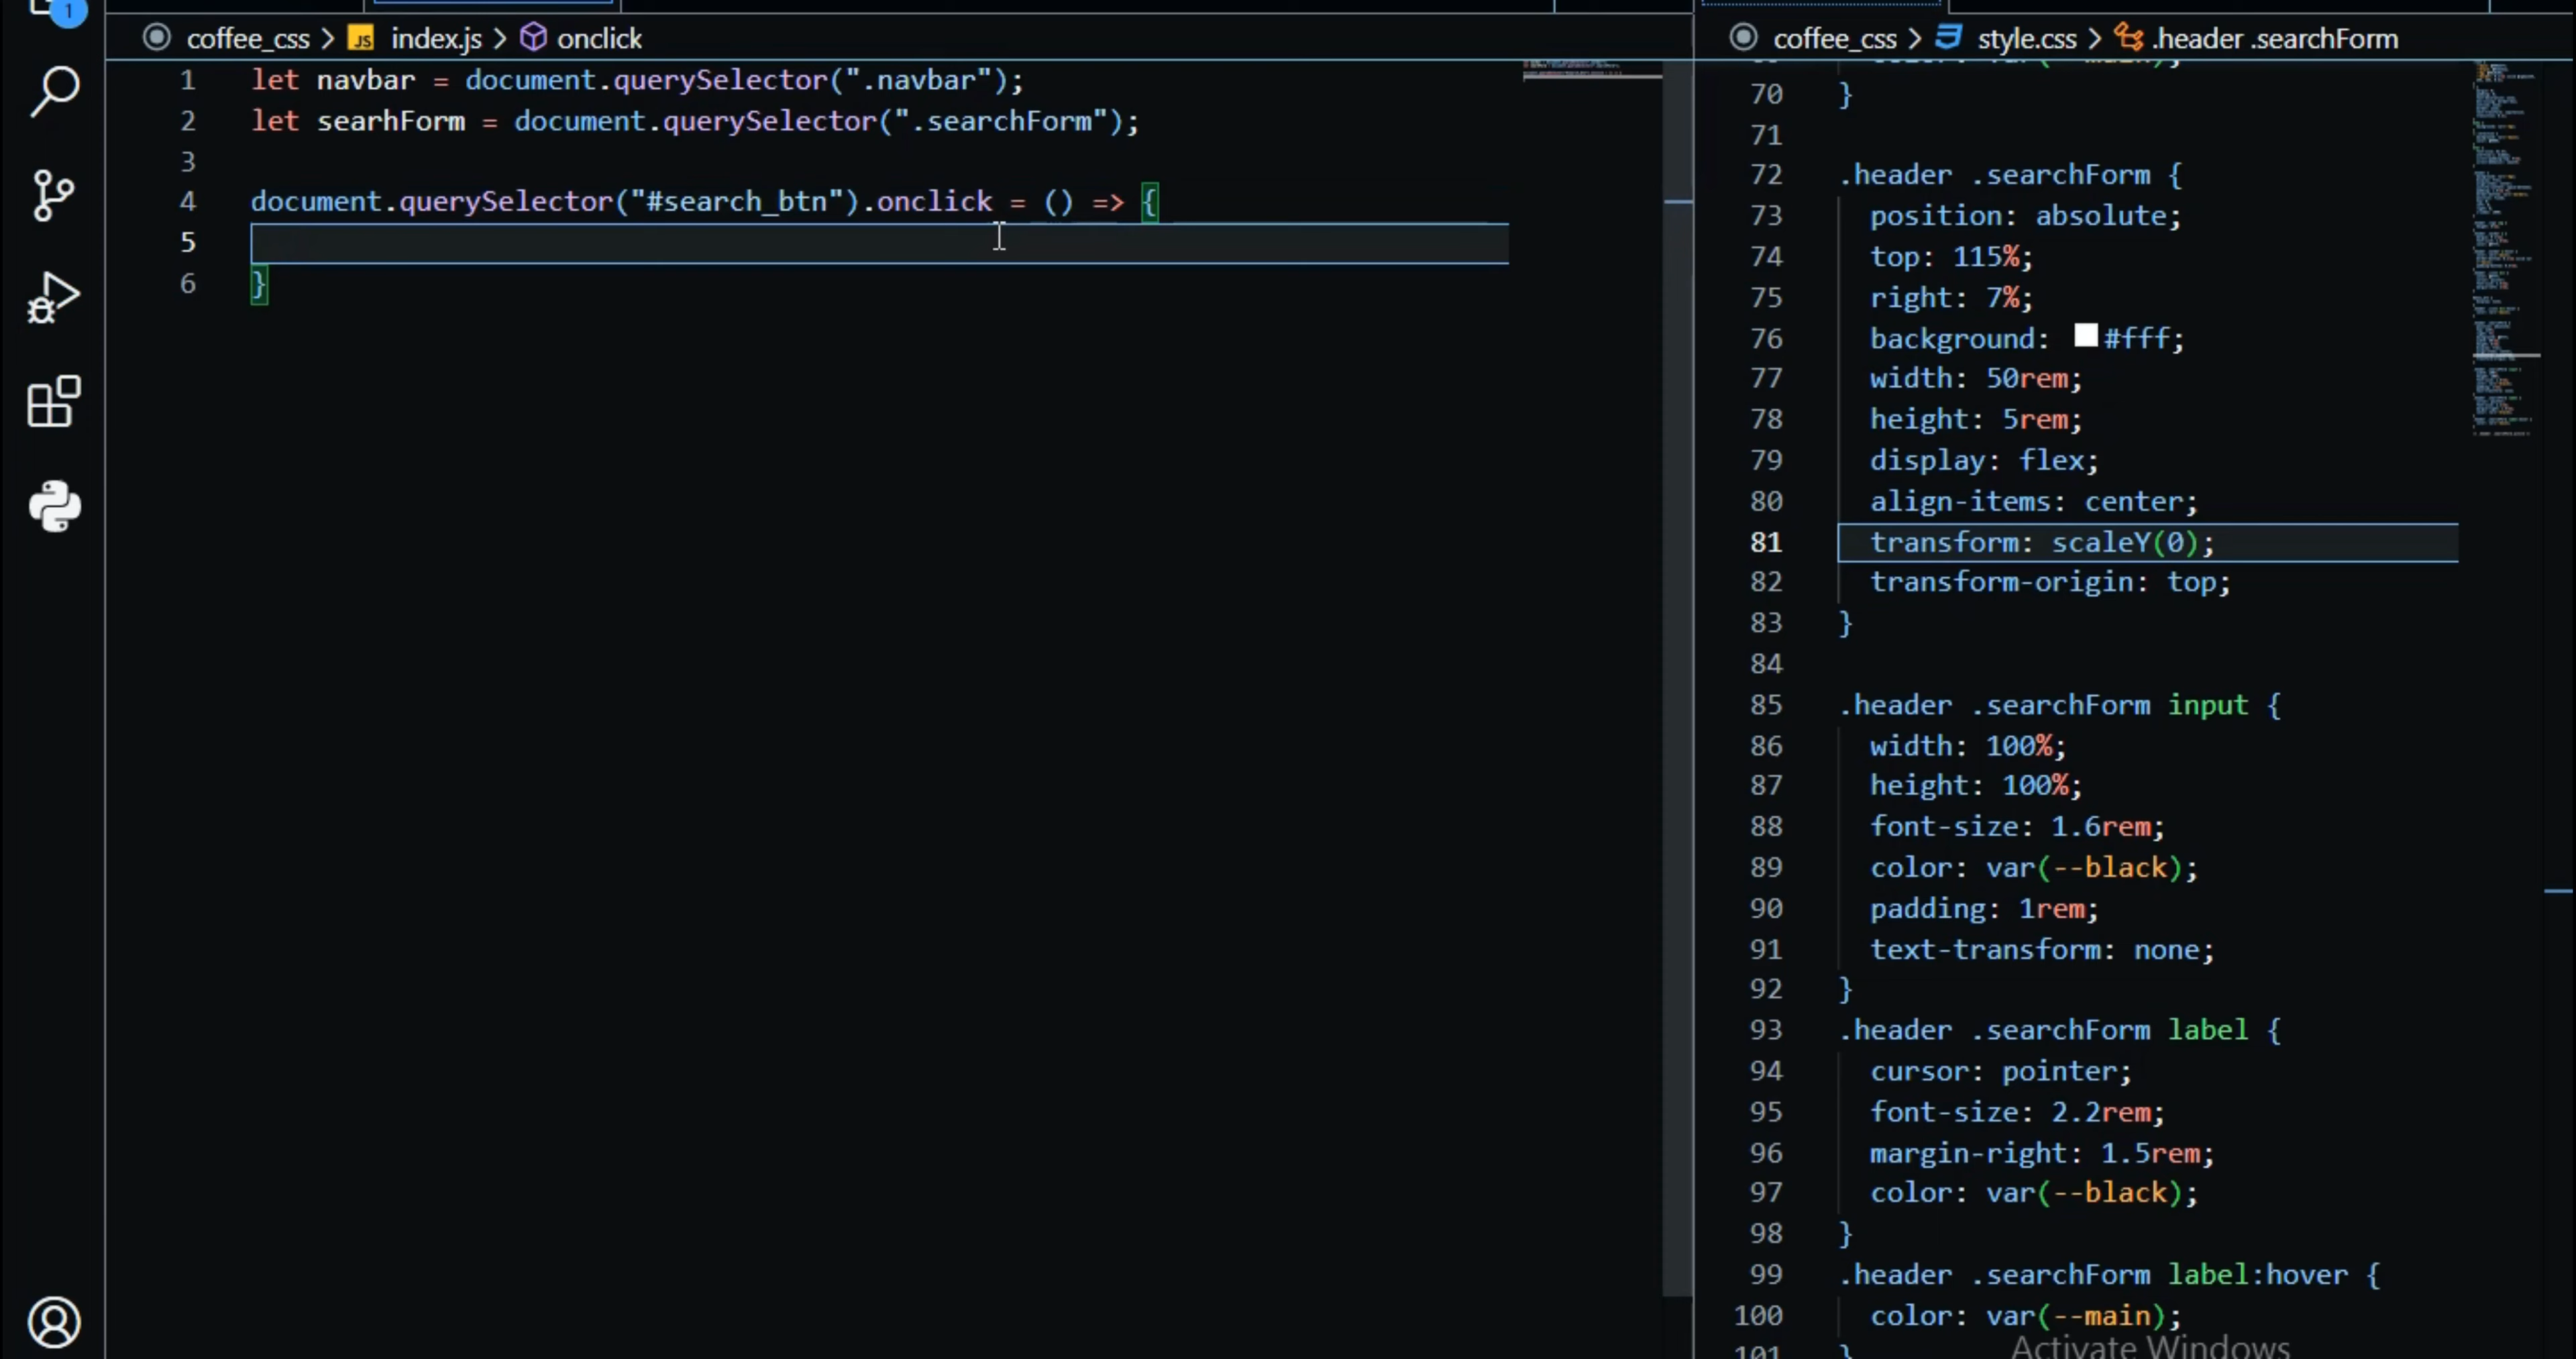 1
coffee_css > JS index.js > onclick
1 let navbar = document.querySelector(".navbar");
2 let searhForm = document.querySelector(".searchForm");
3
4 document.querySelector("#search_btn").onclick = () => {
5
6 }
coffee_css > style.css > .header .searchForm
70 }
71
72 .header .searchForm {
73 position: absolute;
74 top: 115%;
75 right: 7%;
76 background: #fff;
77 width: 50rem;
78 height: 5rem;
79 display: flex;
80 align-items: center;
81 transform: scaleY(0);
82 transform-origin: top;
83 }
84
85 .header .searchForm input {
86 width: 100%;
87 height: 100%;
88 font-size: 1.6rem;
89 color: var(--black);
90 padding: 1rem;
91 text-transform: none;
92 }
93 .header .searchForm label {
94 cursor: pointer;
95 font-size: 2.2rem;
96 margin-right: 1.5rem;
97 color: var(--black);
98 }
99 .header .searchForm label:hover {
100 color: var(--main);
101 }
Activate Windows